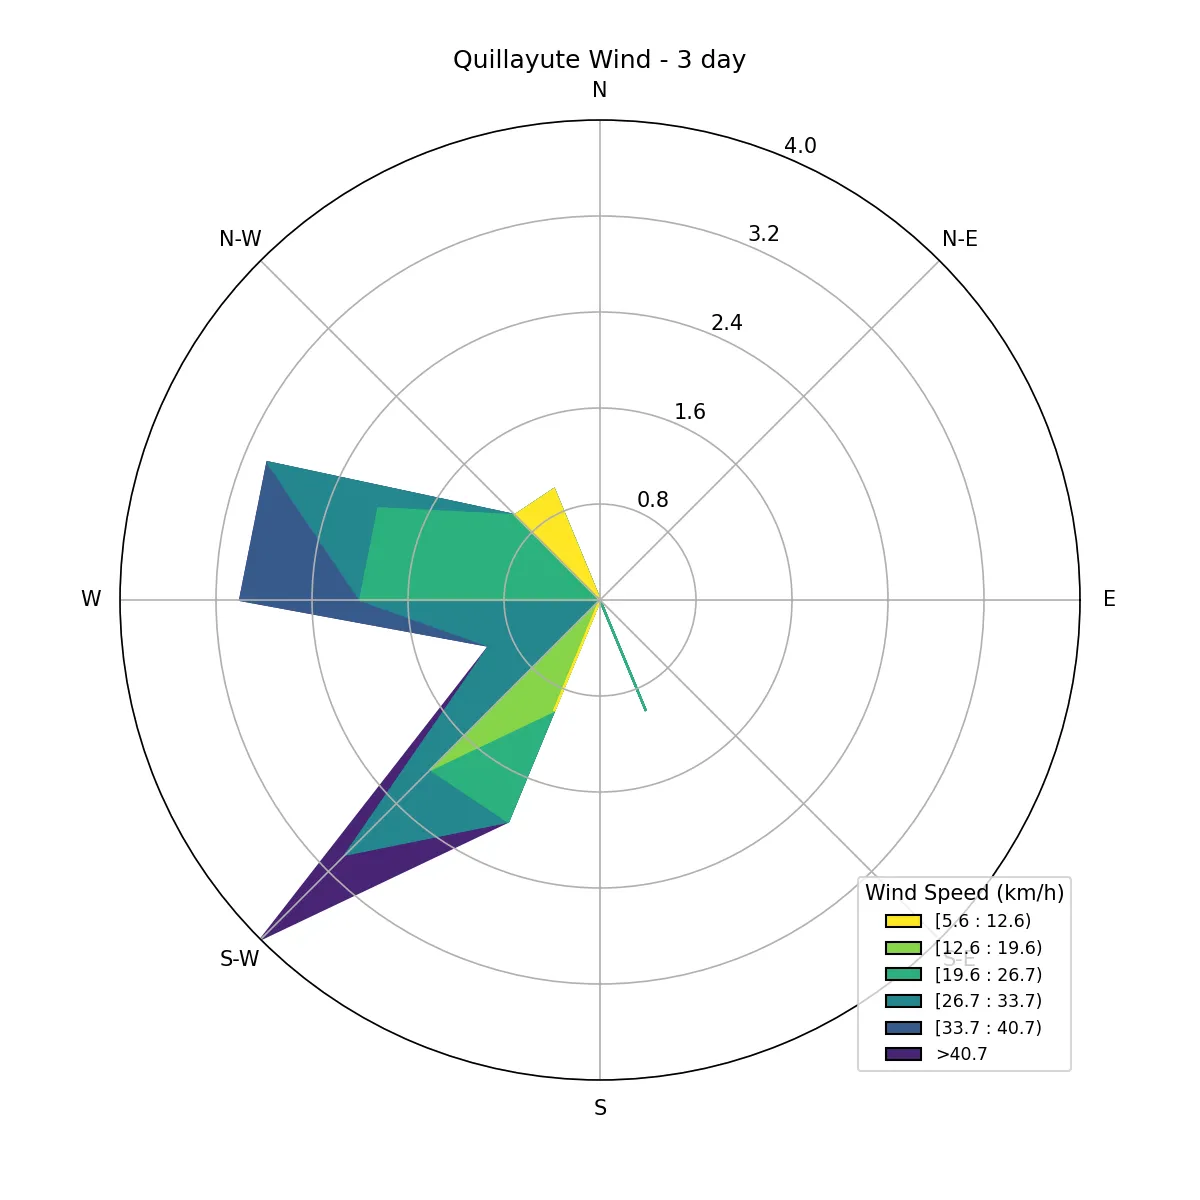 Quillayute Wind - 3 day
N
4.0
N-W
3.2
N-E
2.4
1.6
0.8
W
E
S-W
S-E
S
Wind Speed (km/h)
[5.6 : 12.6)
[12.6 : 19.6)
[19.6 : 26.7)
[26.7 : 33.7)
[33.7 : 40.7)
>40.7